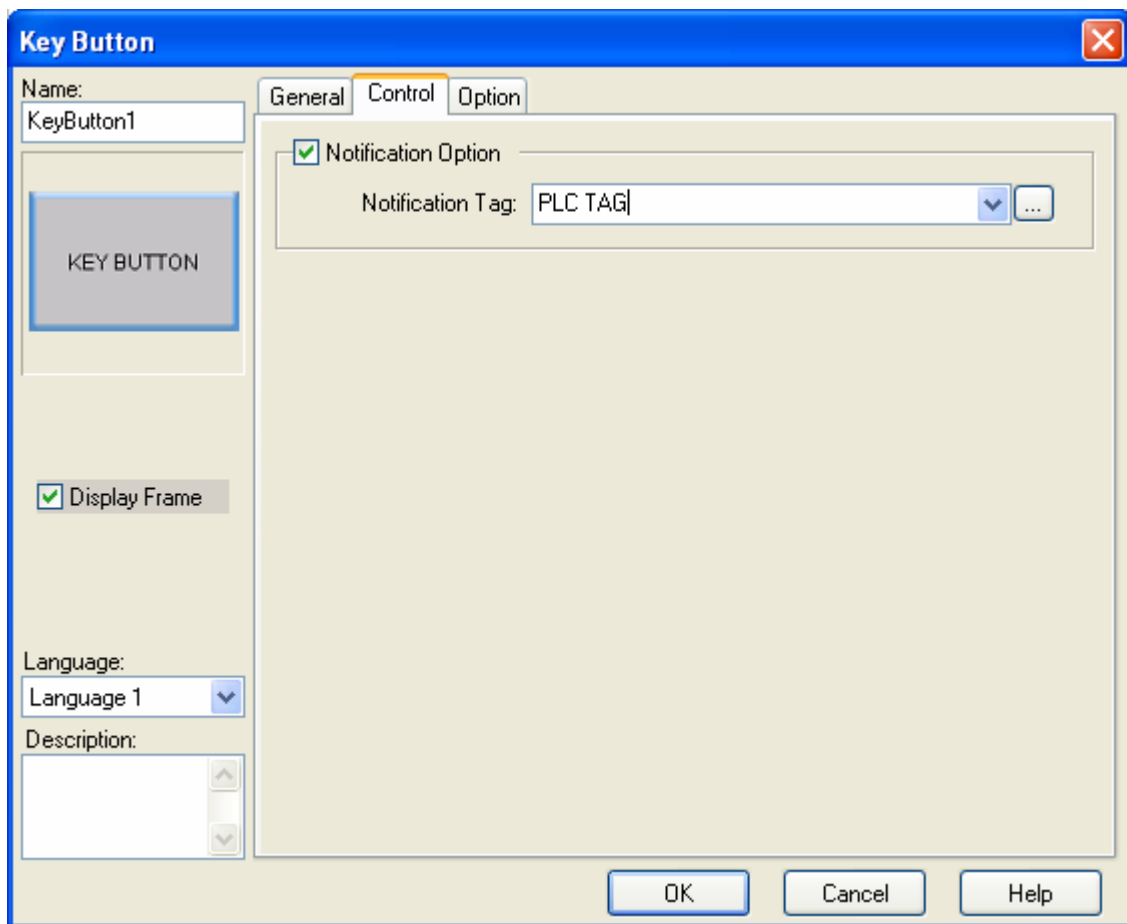 Key Button
Name:
KeyButton1
KEY BUTTON
Display Frame
Language:
Language 1
Description:
General Control Option
Notification Option
Notification Tag: PLC TAG ...
OK Cancel Help